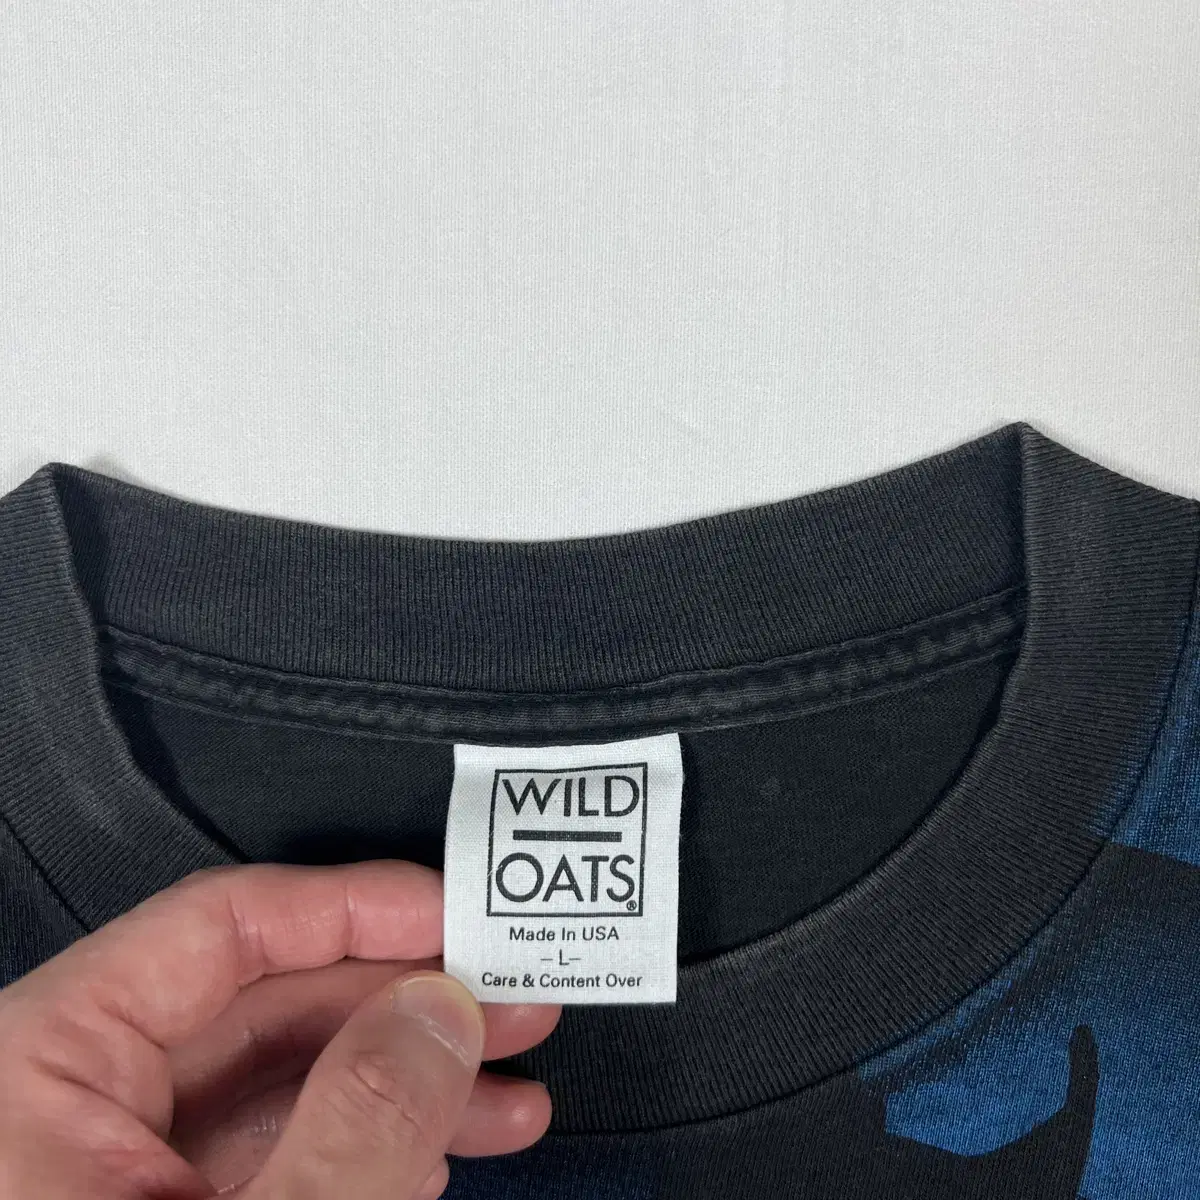 WILD
OATS®
Made In USA
–L–
Care & Content Over